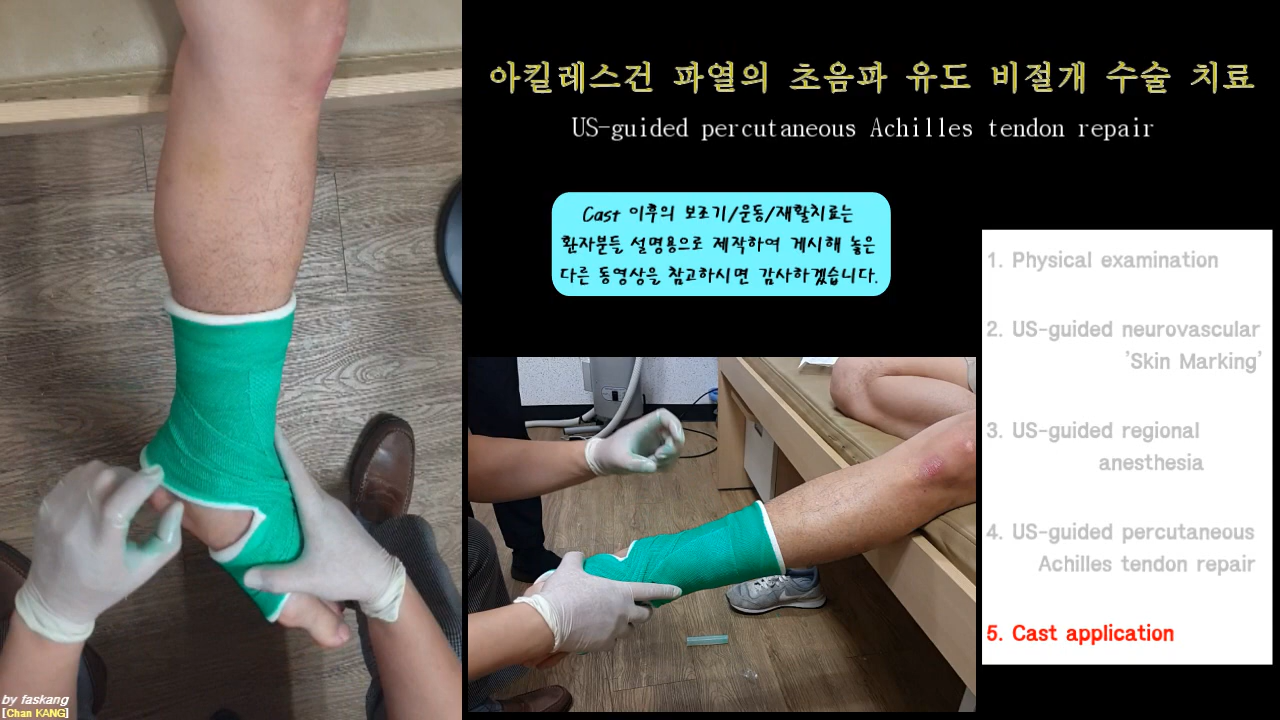 아킬레스건 파열의 초음파 유도 비절개 수술 치료
US-guided percutaneous Achilles tendon repair
Cast 이후의 보조기/운동/재활치료는
환자분들 설명용으로 제작하여 게시해 놓은
다른 동영상을 참고하시면 감사하겠습니다.
1. Physical examination
2. US-guided neurovascular
'Skin Marking'
3. US-guided regional
anesthesia
4. US-guided percutaneous
Achilles tendon repair
5. Cast application
by faskang
[Chan KANG]